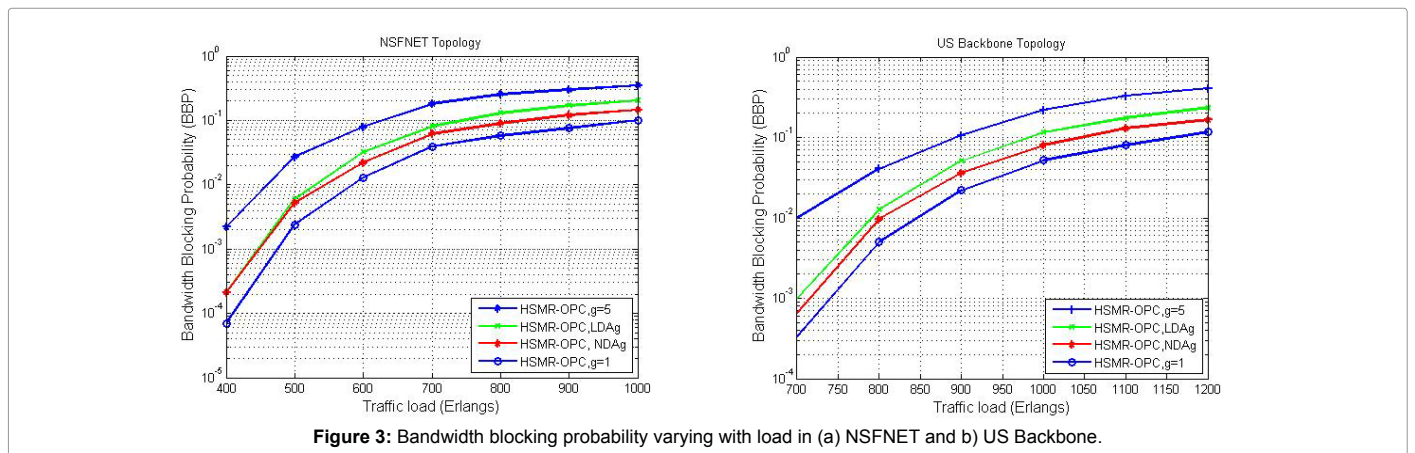 NSFNET Topology
10^0
10^-1
10^-2
10^-3
10^-4
10^-5
Bandwidth Blocking Probability (BBP)
HSMR-OPC,g=5
HSMR-OPC,LDAg
HSMR-OPC, NDAg
HSMR-OPC,g=1
400 500 600 700 800 900 1000
Traffic load (Erlangs)
US Backbone Topology
10^0
10^-1
10^-2
10^-3
10^-4
Bandwidth Blocking Probability (BBP)
HSMR-OPC,g=5
HSMR-OPC,LDAg
HSMR-OPC,NDAg
HSMR-OPC,g=1
700 750 800 850 900 950 1000 1050 1100 1150 1200
Traffic load (Erlangs)
Figure 3: Bandwidth blocking probability varying with load in (a) NSFNET and b) US Backbone.